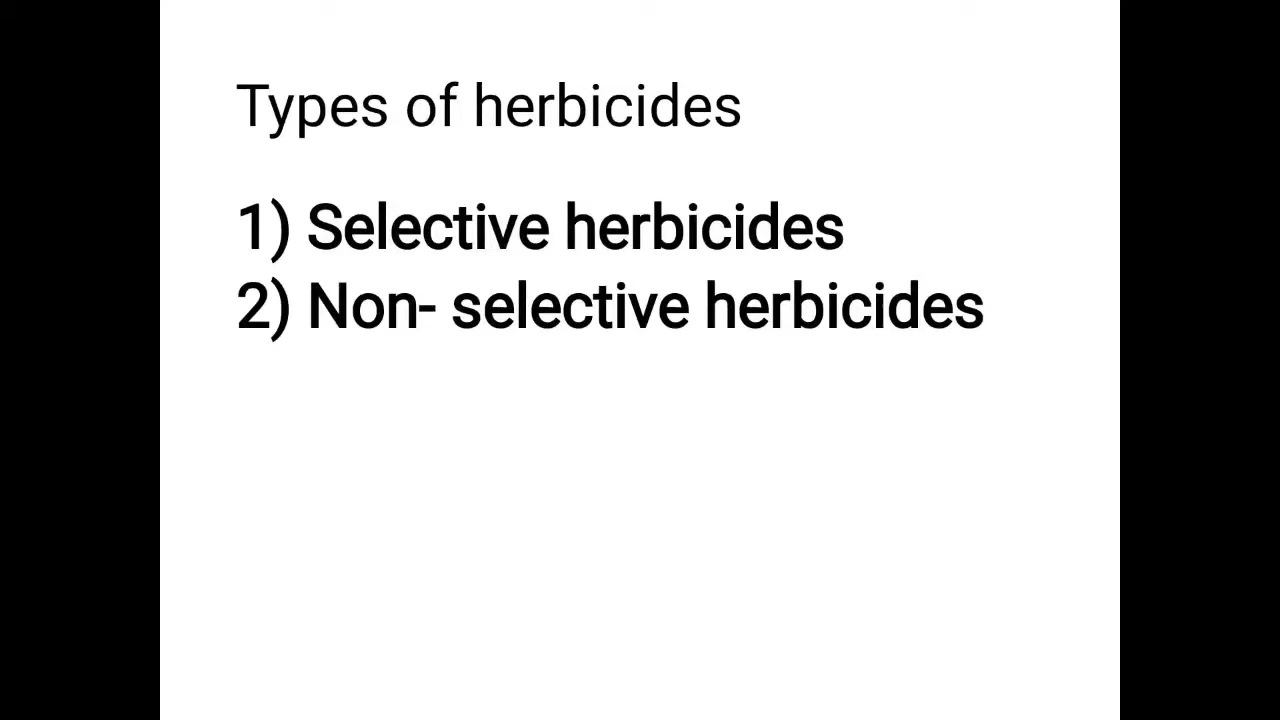 Types of herbicides
1) Selective herbicides
2) Non- selective herbicides